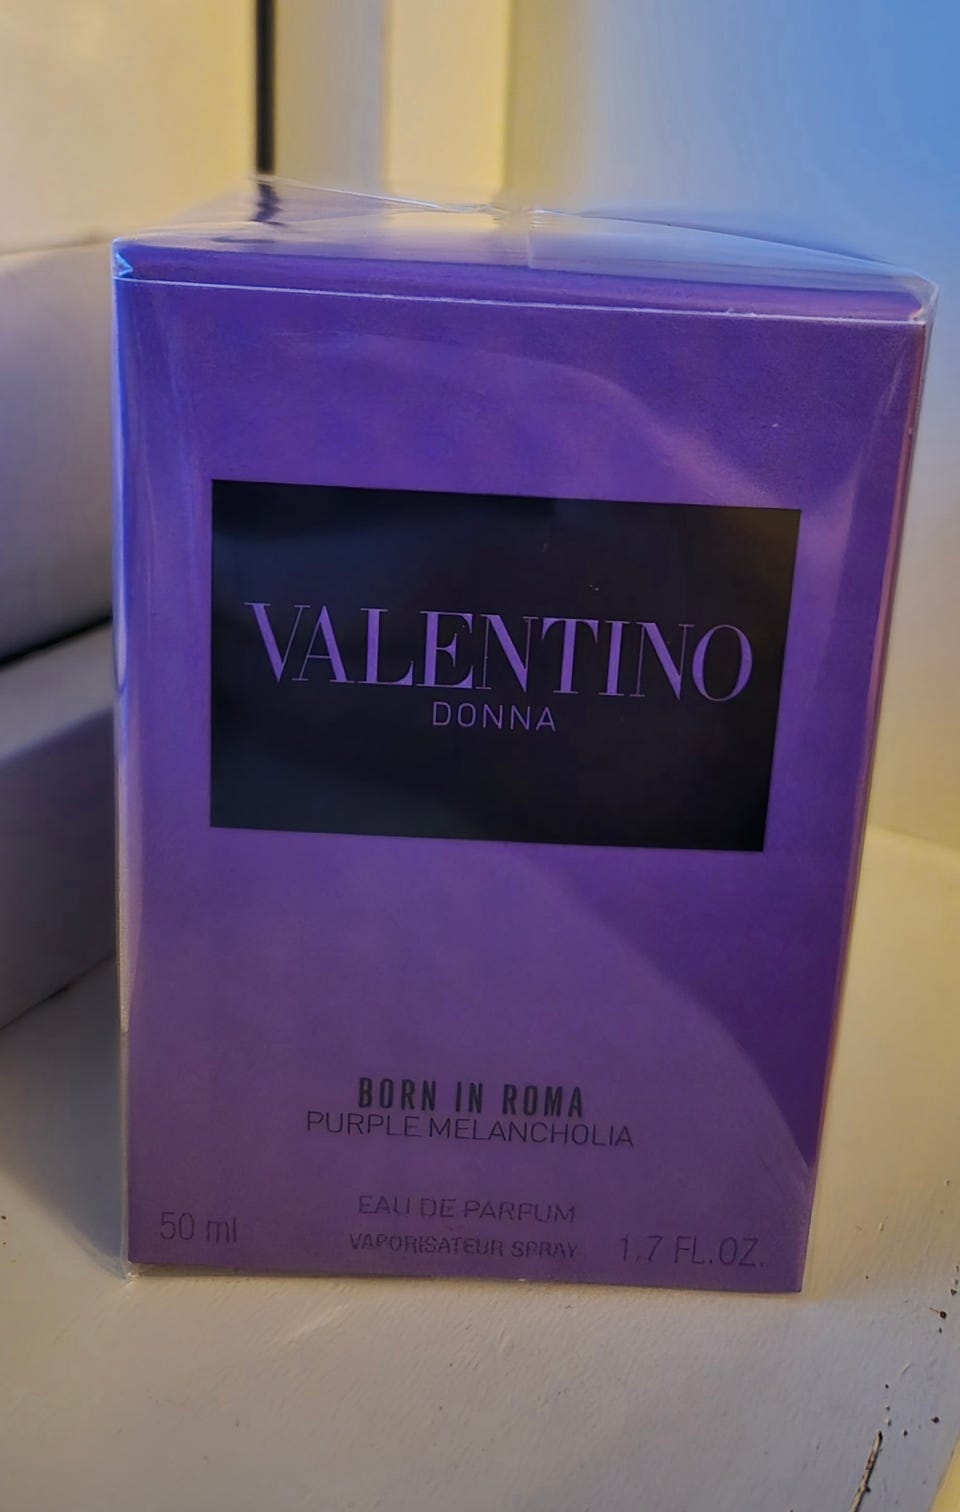 VALENTINO
DONNA
BORN IN ROMA
PURPLE MELANCHOLIA
EAU DE PARFUM
50 ml VAPORISATEUR SPRAY 1.7 FL.OZ.